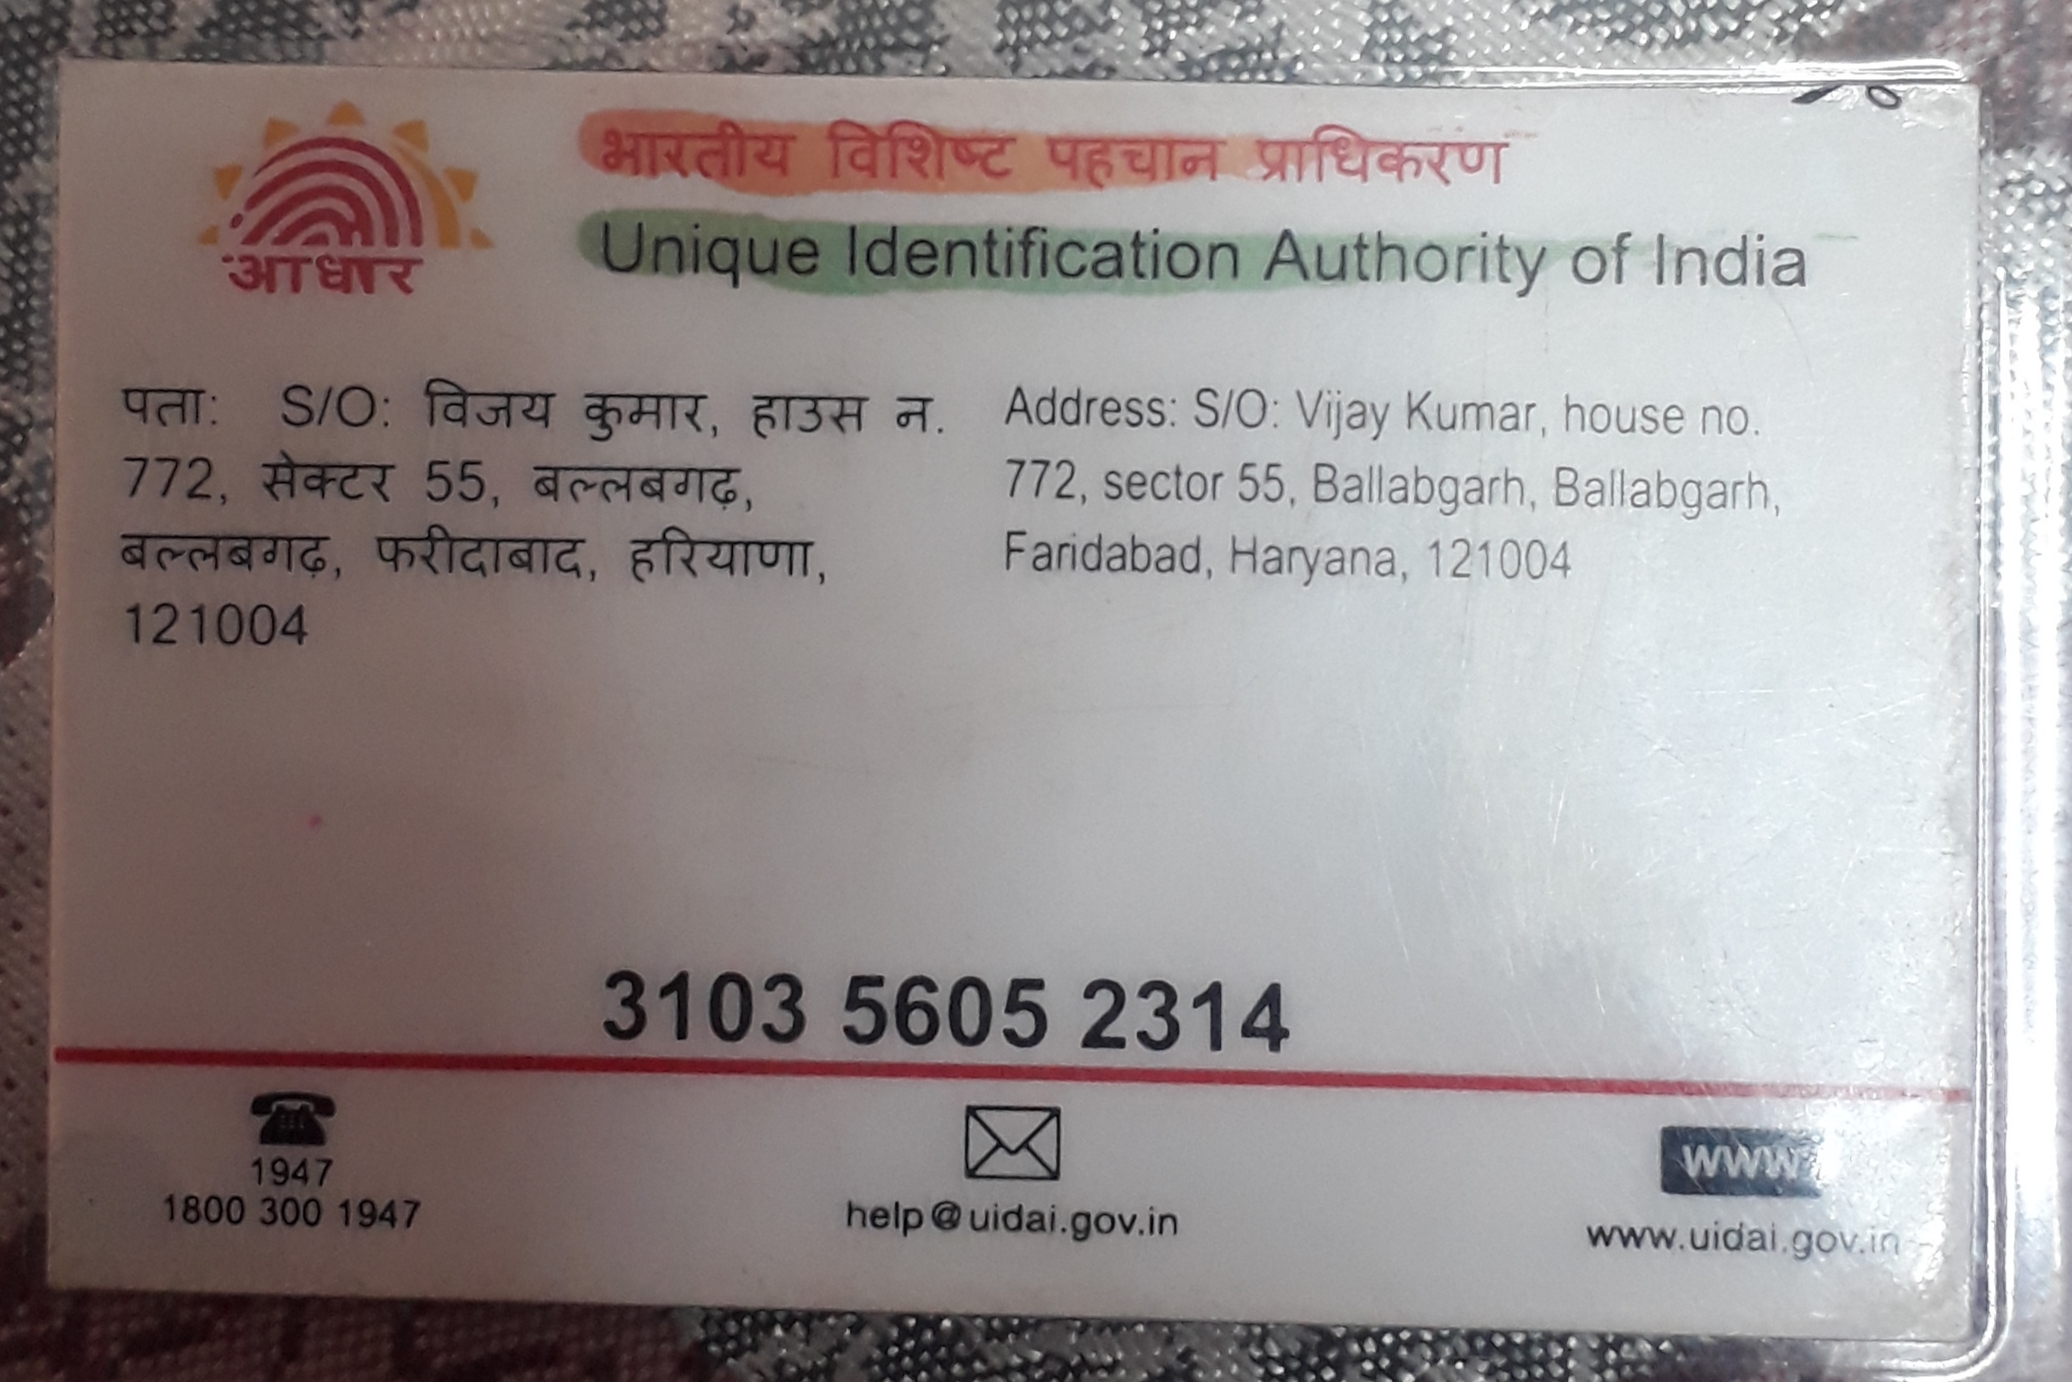 आधार
भारतीय विशिष्ट पहचान प्राधिकरण
Unique Identification Authority of India
पता: S/O: विजय कुमार, हाउस न.
772, सेक्टर 55, बल्लबगढ़,
बल्लबगढ़, फरीदाबाद, हरियाणा,
121004
Address: S/O: Vijay Kumar, house no.
772, sector 55, Ballabgarh, Ballabgarh,
Faridabad, Haryana, 121004
3103 5605 2314
1947
1800 300 1947
help@uidai.gov.in
www
www.uidai.gov.in